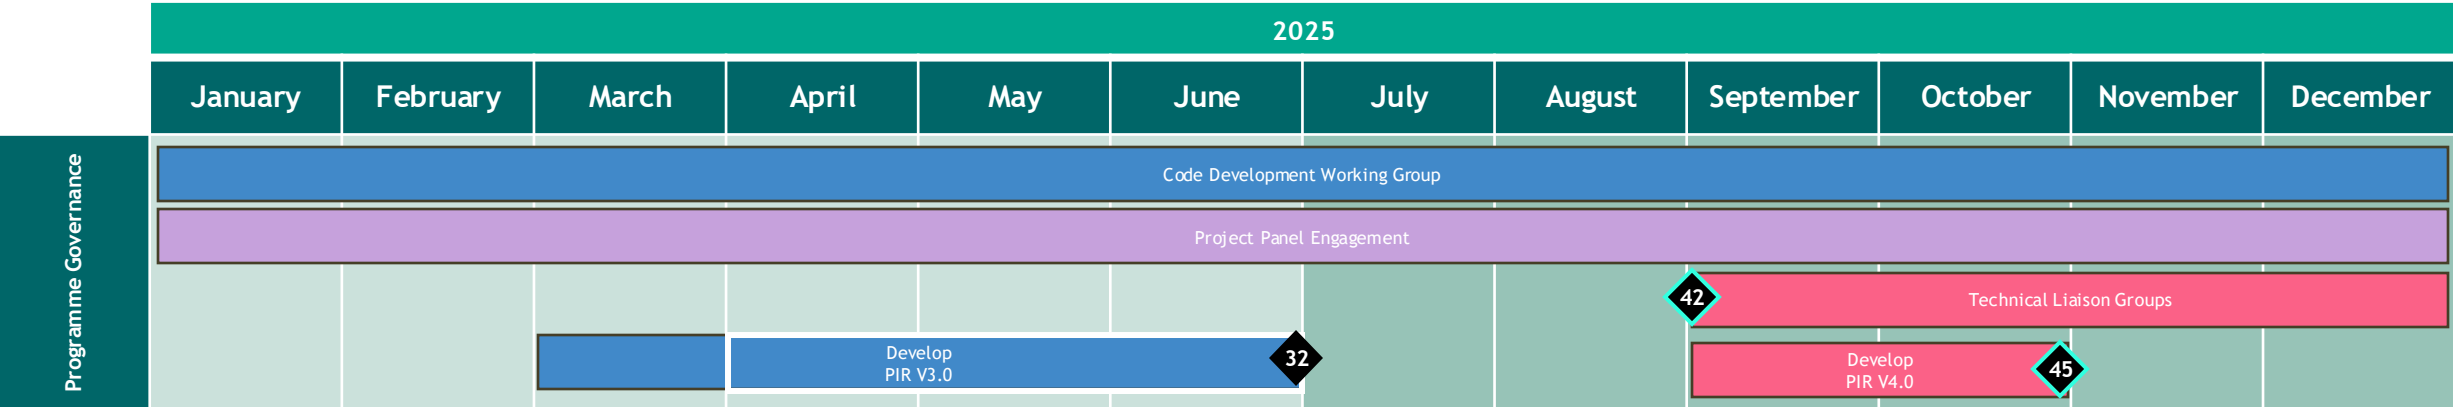 2025
January
February
March
April
May
June
July
August
September
October
November
December
Programme Governance
Code Development Working Group
Project Panel Engagement
42
Technical Liaison Groups
Develop
PIR V3.0
32
Develop
PIR V4.0
45